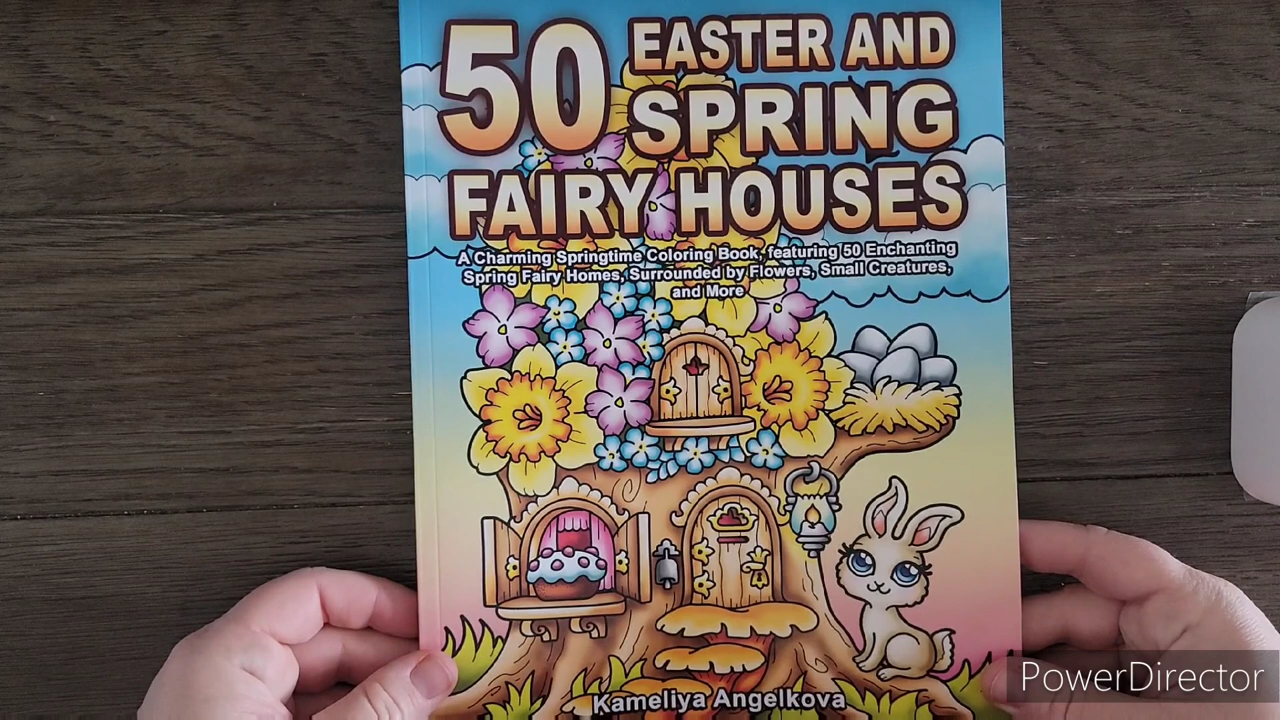 50 EASTER AND
SPRING
FAIRY HOUSES
A Charming Springtime Coloring Book, featuring 50 Enchanting
Spring Fairy Homes, Surrounded by Flowers, Small Creatures,
and More
Kameliya Angelkova
PowerDirector